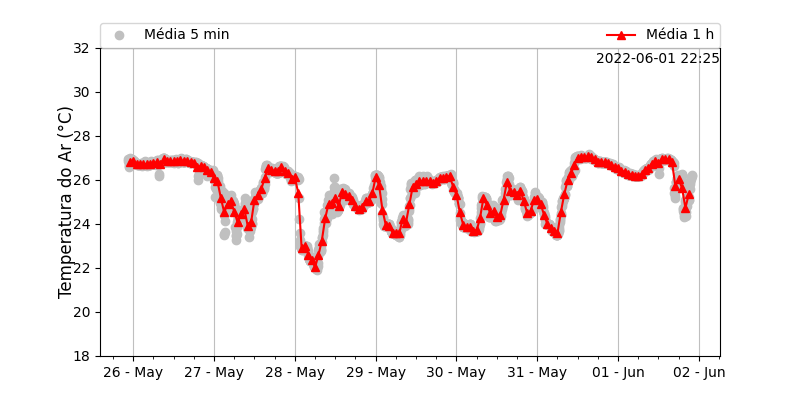 Média 5 min
Média 1 h
2022-06-01 22:25
Temperatura do Ar (°C)
32
30
28
26
24
22
20
18
26 - May
27 - May
28 - May
29 - May
30 - May
31 - May
01 - Jun
02 - Jun